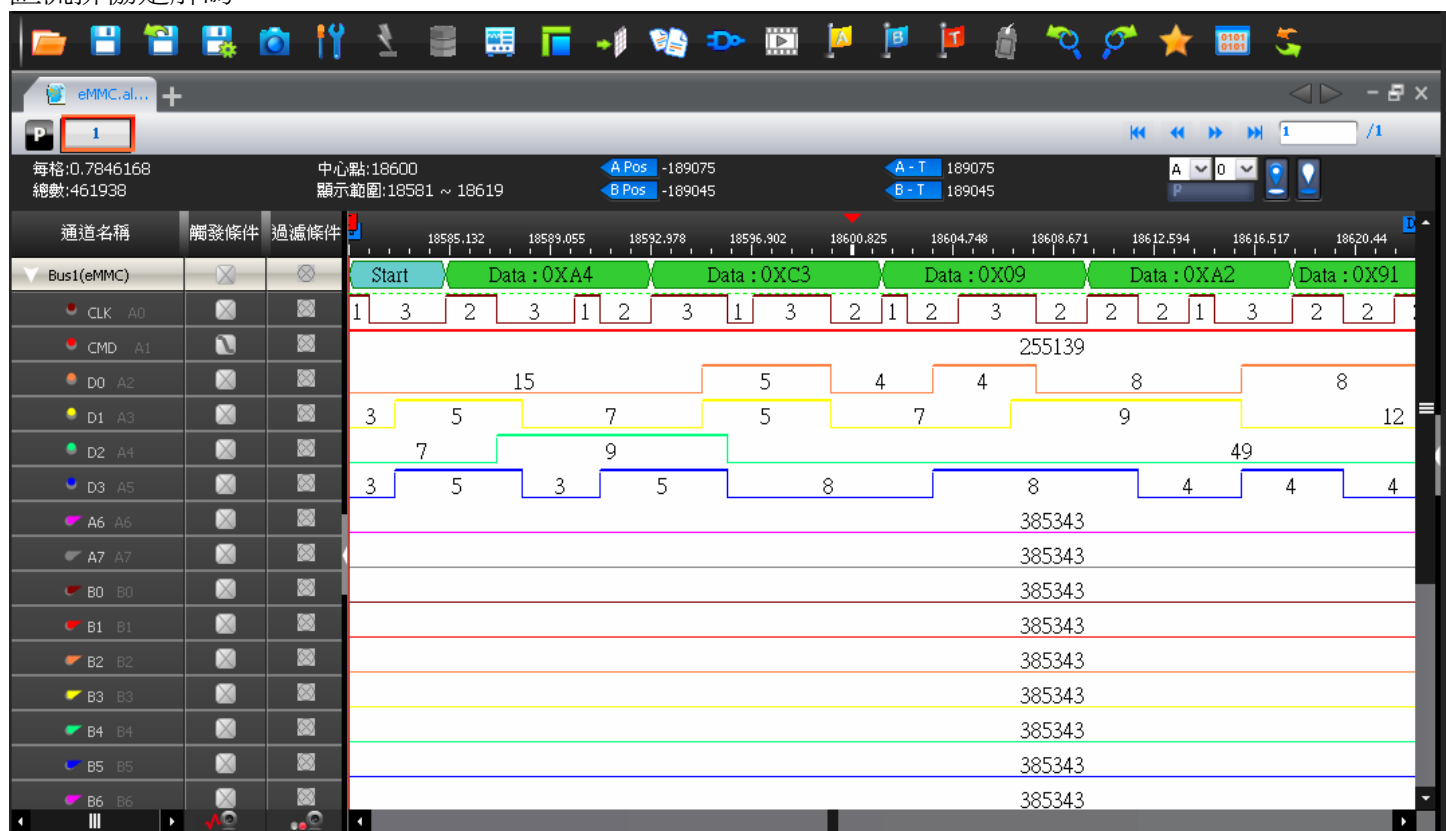 eMMC.al...
P 1 1 /1
每格:0.7846168 中心點:18600 A Pos -189075 A - T 189075 A 0
總數:461938 顯示範圍:18581 ~ 18619 B Pos -189045 B - T 189045 P
通道名稱 觸發條件 過濾條件 18585.132 18589.055 18592.978 18596.902 18600.825 18604.748 18608.671 18612.594 18616.517 18620.44
Bus1(eMMC) Start Data:0XA4 Data:0XC3 Data:0X09 Data:0XA2 Data:0X91
CLK A0 1 3 2 3 1 2 3 1 3 2 1 2 3 2 2 2 1 3 2 2
CMD A1 255139
D0 A2 15 5 4 4 8 8
D1 A3 3 5 7 5 7 9 12
D2 A4 7 9 49
D3 A5 3 5 3 5 8 8 4 4 4
A6 A6 385343
A7 A7 385343
B0 B0 385343
B1 B1 385343
B2 B2 385343
B3 B3 385343
B4 B4 385343
B5 B5 385343
B6 B6 385343